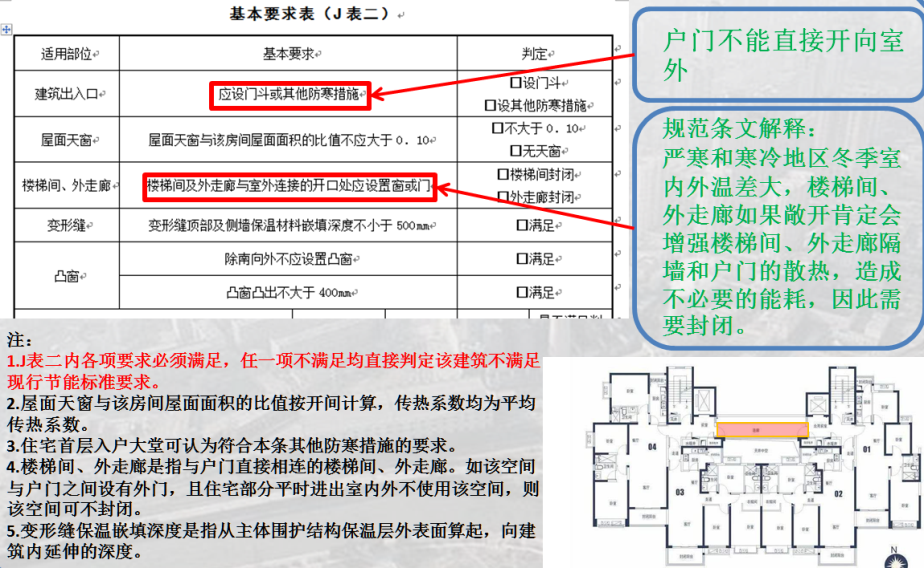 基本要求表（J表二）
适用部位 基本要求 判定
建筑出入口 应设门斗或其他防寒措施 口设门斗
口设其他防寒措施
屋面天窗 屋面天窗与该房间屋面面积的比值不应大于0．10 口不大于0．10
口无天窗
楼梯间、外走廊 楼梯间及外走廊与室外连接的开口处应设置窗或门 口楼梯间封闭
口外走廊封闭
变形缝 变形缝顶部及侧墙保温材料嵌填深度不小于500mm 口满足
凸窗 除南向外不应设置凸窗 口满足
凸窗凸出不大于400mm 口满足
户门不能直接开向室
外
规范条文解释：
严寒和寒冷地区冬季室
内外温差大，楼梯间、
外走廊如果敞开肯定会
增强楼梯间、外走廊隔
墙和户门的散热，造成
不必要的能耗，因此需
要封闭。
注：
1.J表二内各项要求必须满足，任一项不满足均直接判定该建筑不满足
现行节能标准要求。
2.屋面天窗与该房间屋面面积的比值按开间计算，传热系数均为平均
传热系数。
3.住宅首层入户大堂可认为符合本条其他防寒措施的要求。
4.楼梯间、外走廊是指与户门直接相连的楼梯间、外走廊。如该空间
与户门之间设有外门，且住宅部分平时进出室内外不使用该空间，则
该空间可不封闭。
5.变形缝保温嵌填深度是指从主体围护结构保温层外表面算起，向建
筑内延伸的深度。
04
01
03
02
N